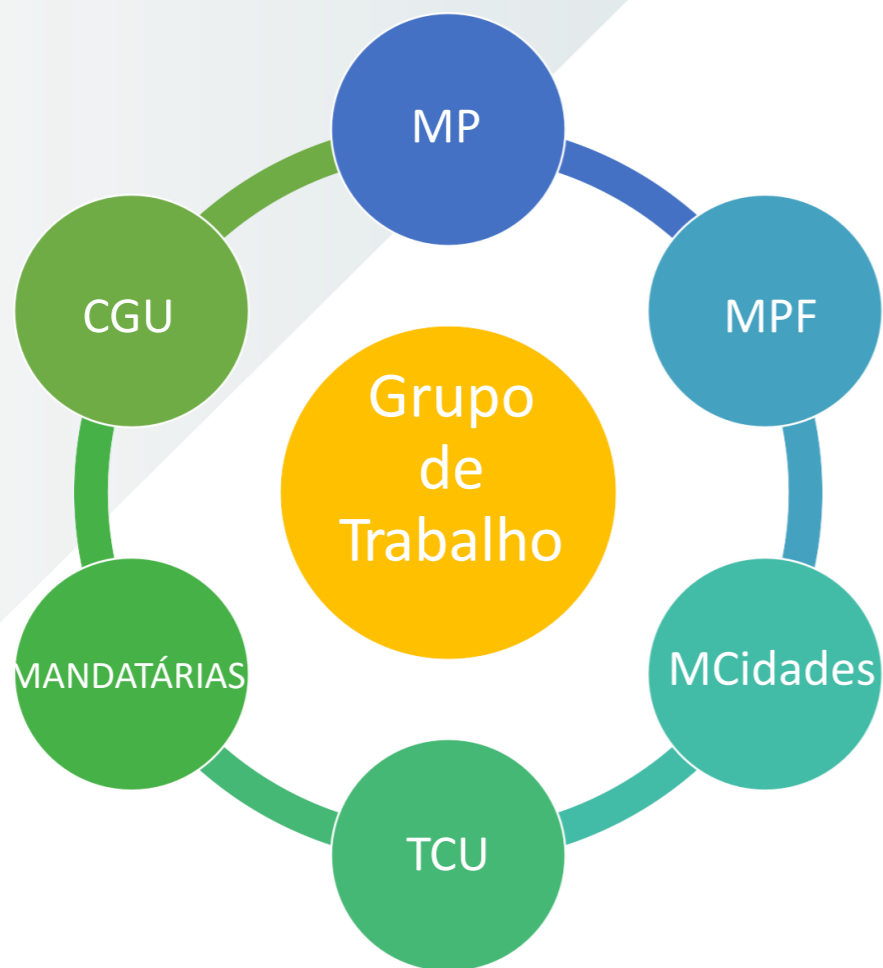 MP
CGU
MPF
Grupo
de
Trabalho
MANDATÁRIAS
MCidades
TCU